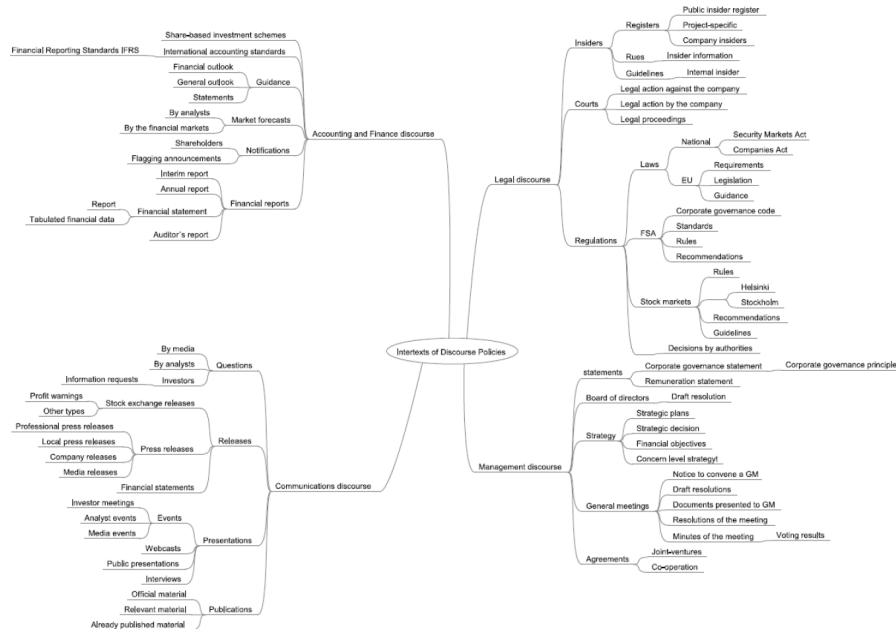 Intertexts of Discourse Policies
Accounting and Finance discourse
Share-based investment schemes
International accounting standards
Financial Reporting Standards IFRS
Guidance
Financial outlook
General outlook
Statements
Market forecasts
By analysts
By the financial markets
Notifications
Shareholders
Flagging announcements
Financial reports
Interim report
Annual report
Financial statement
Report
Tabulated financial data
Auditor´s report
Legal discourse
Insiders
Registers
Public insider register
Project-specific
Company insiders
Rues
Insider information
Guidelines
Internal insider
Courts
Legal action against the company
Legal action by the company
Legal proceedings
Regulations
Laws
National
Security Markets Act
Companies Act
EU
Requirements
Legislation
Guidance
FSA
Corporate governance code
Standards
Rules
Recommendations
Stock markets
Rules
Helsinki
Stockholm
Recommendations
Guidelines
Decisions by authorities
Communications discourse
Questions
By media
By analysts
Investors
Information requests
Releases
Stock exchange releases
Profit warnings
Other types
Press releases
Professional press releases
Local press releases
Company releases
Media releases
Financial statements
Presentations
Events
Investor meetings
Analyst events
Media events
Webcasts
Public presentations
Interviews
Publications
Official material
Relevant material
Already published material
Management discourse
statements
Corporate governance statement
Corporate governance principle
Remuneration statement
Board of directors
Draft resolution
Strategy
Strategic plans
Strategic decision
Financial objectives
Concern level strategyt
General meetings
Notice to convene a GM
Draft resolutions
Documents presented to GM
Resolutions of the meeting
Minutes of the meeting
Voting results
Agreements
Joint-ventures
Co-operation